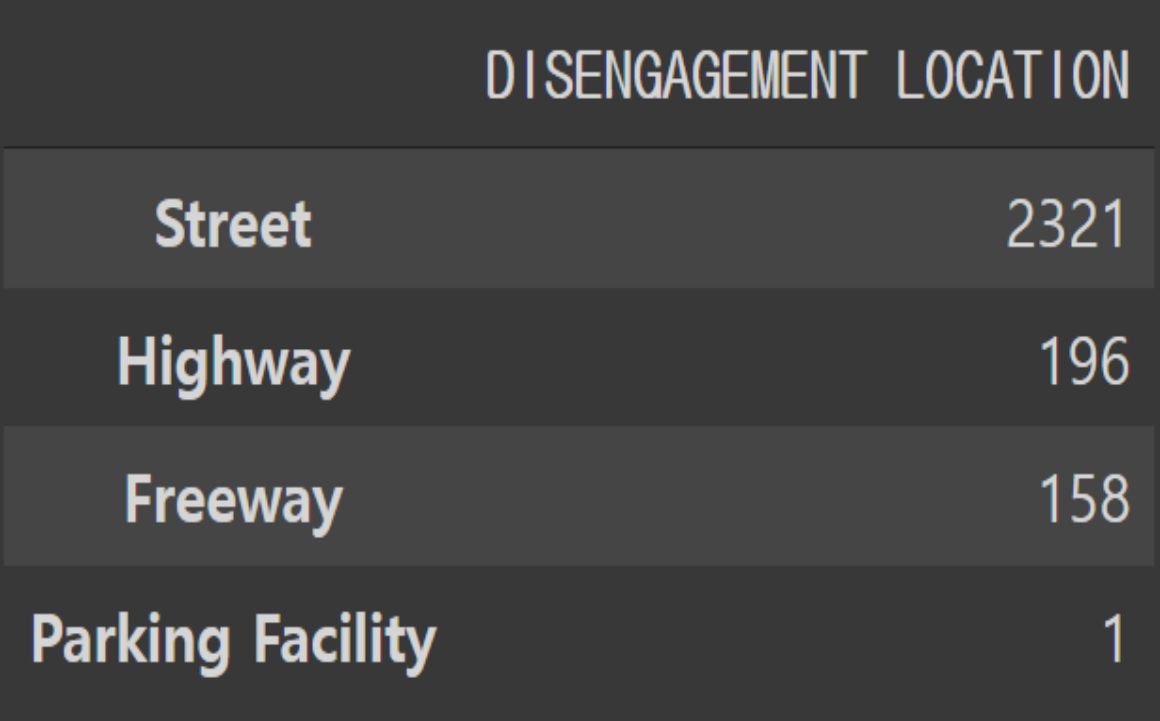 DISENGAGEMENT LOCATION
Street 2321
Highway 196
Freeway 158
Parking Facility 1